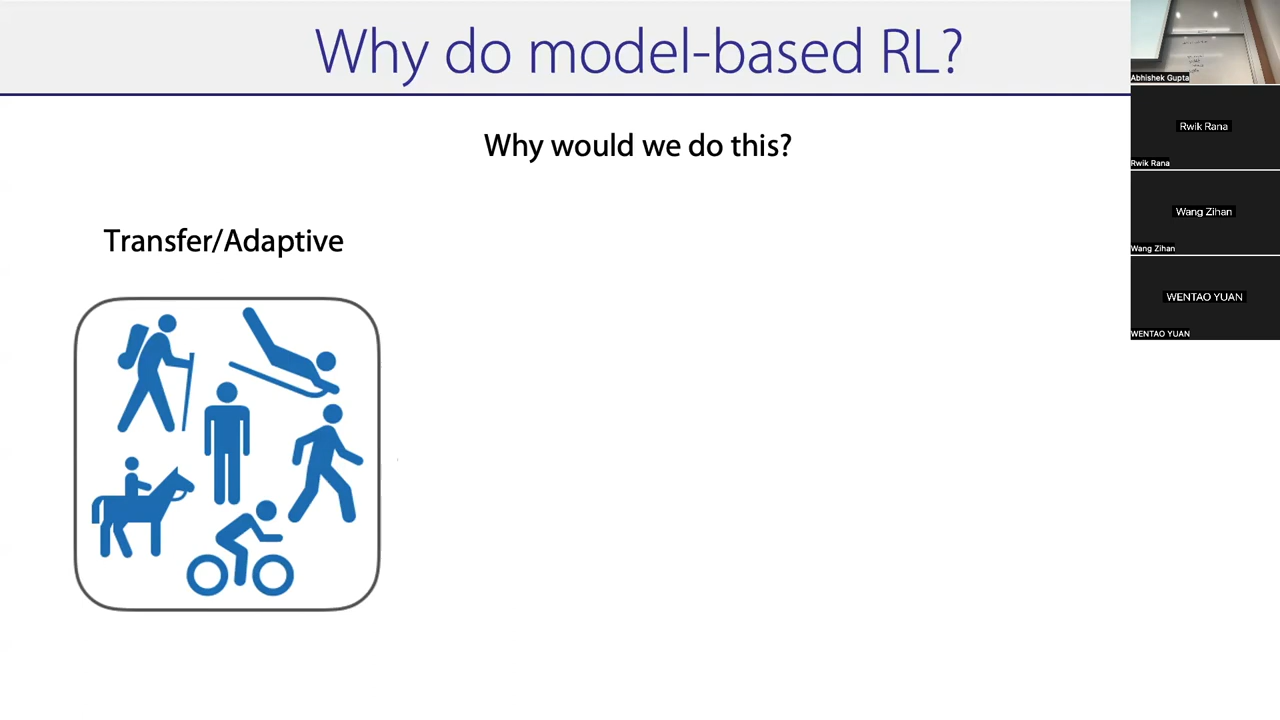 Why do model-based RL?
Why would we do this?
Transfer/Adaptive
Abhishek Gupta
Rwik Rana
Rwik Rana
Wang Zihan
Wang Zihan
WENTAO YUAN
WENTAO YUAN